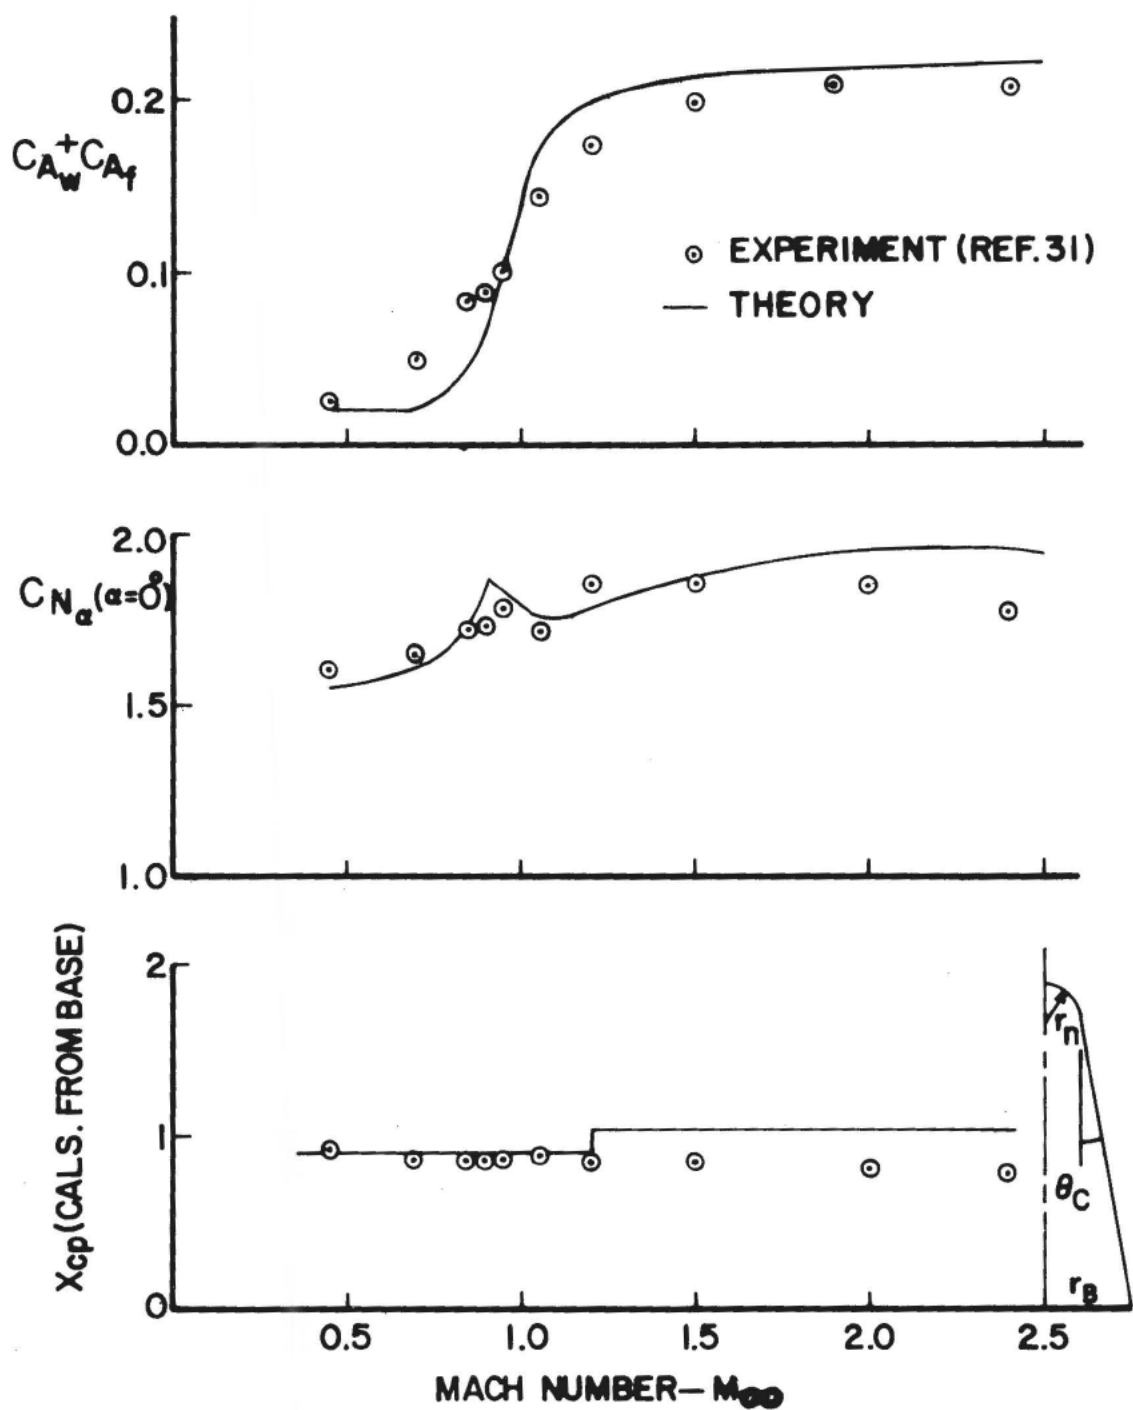 0.2
C_{A_w} + C_{A_f}
0.1
0.0
⊙ EXPERIMENT (REF. 31)
— THEORY
2.0
C_{N_α} (α=0°)
1.5
1.0
X_{cp} (CALS. FROM BASE)
2
1
0
r_n
θ_C
r_B
0.5 1.0 1.5 2.0 2.5
MACH NUMBER — M_∞